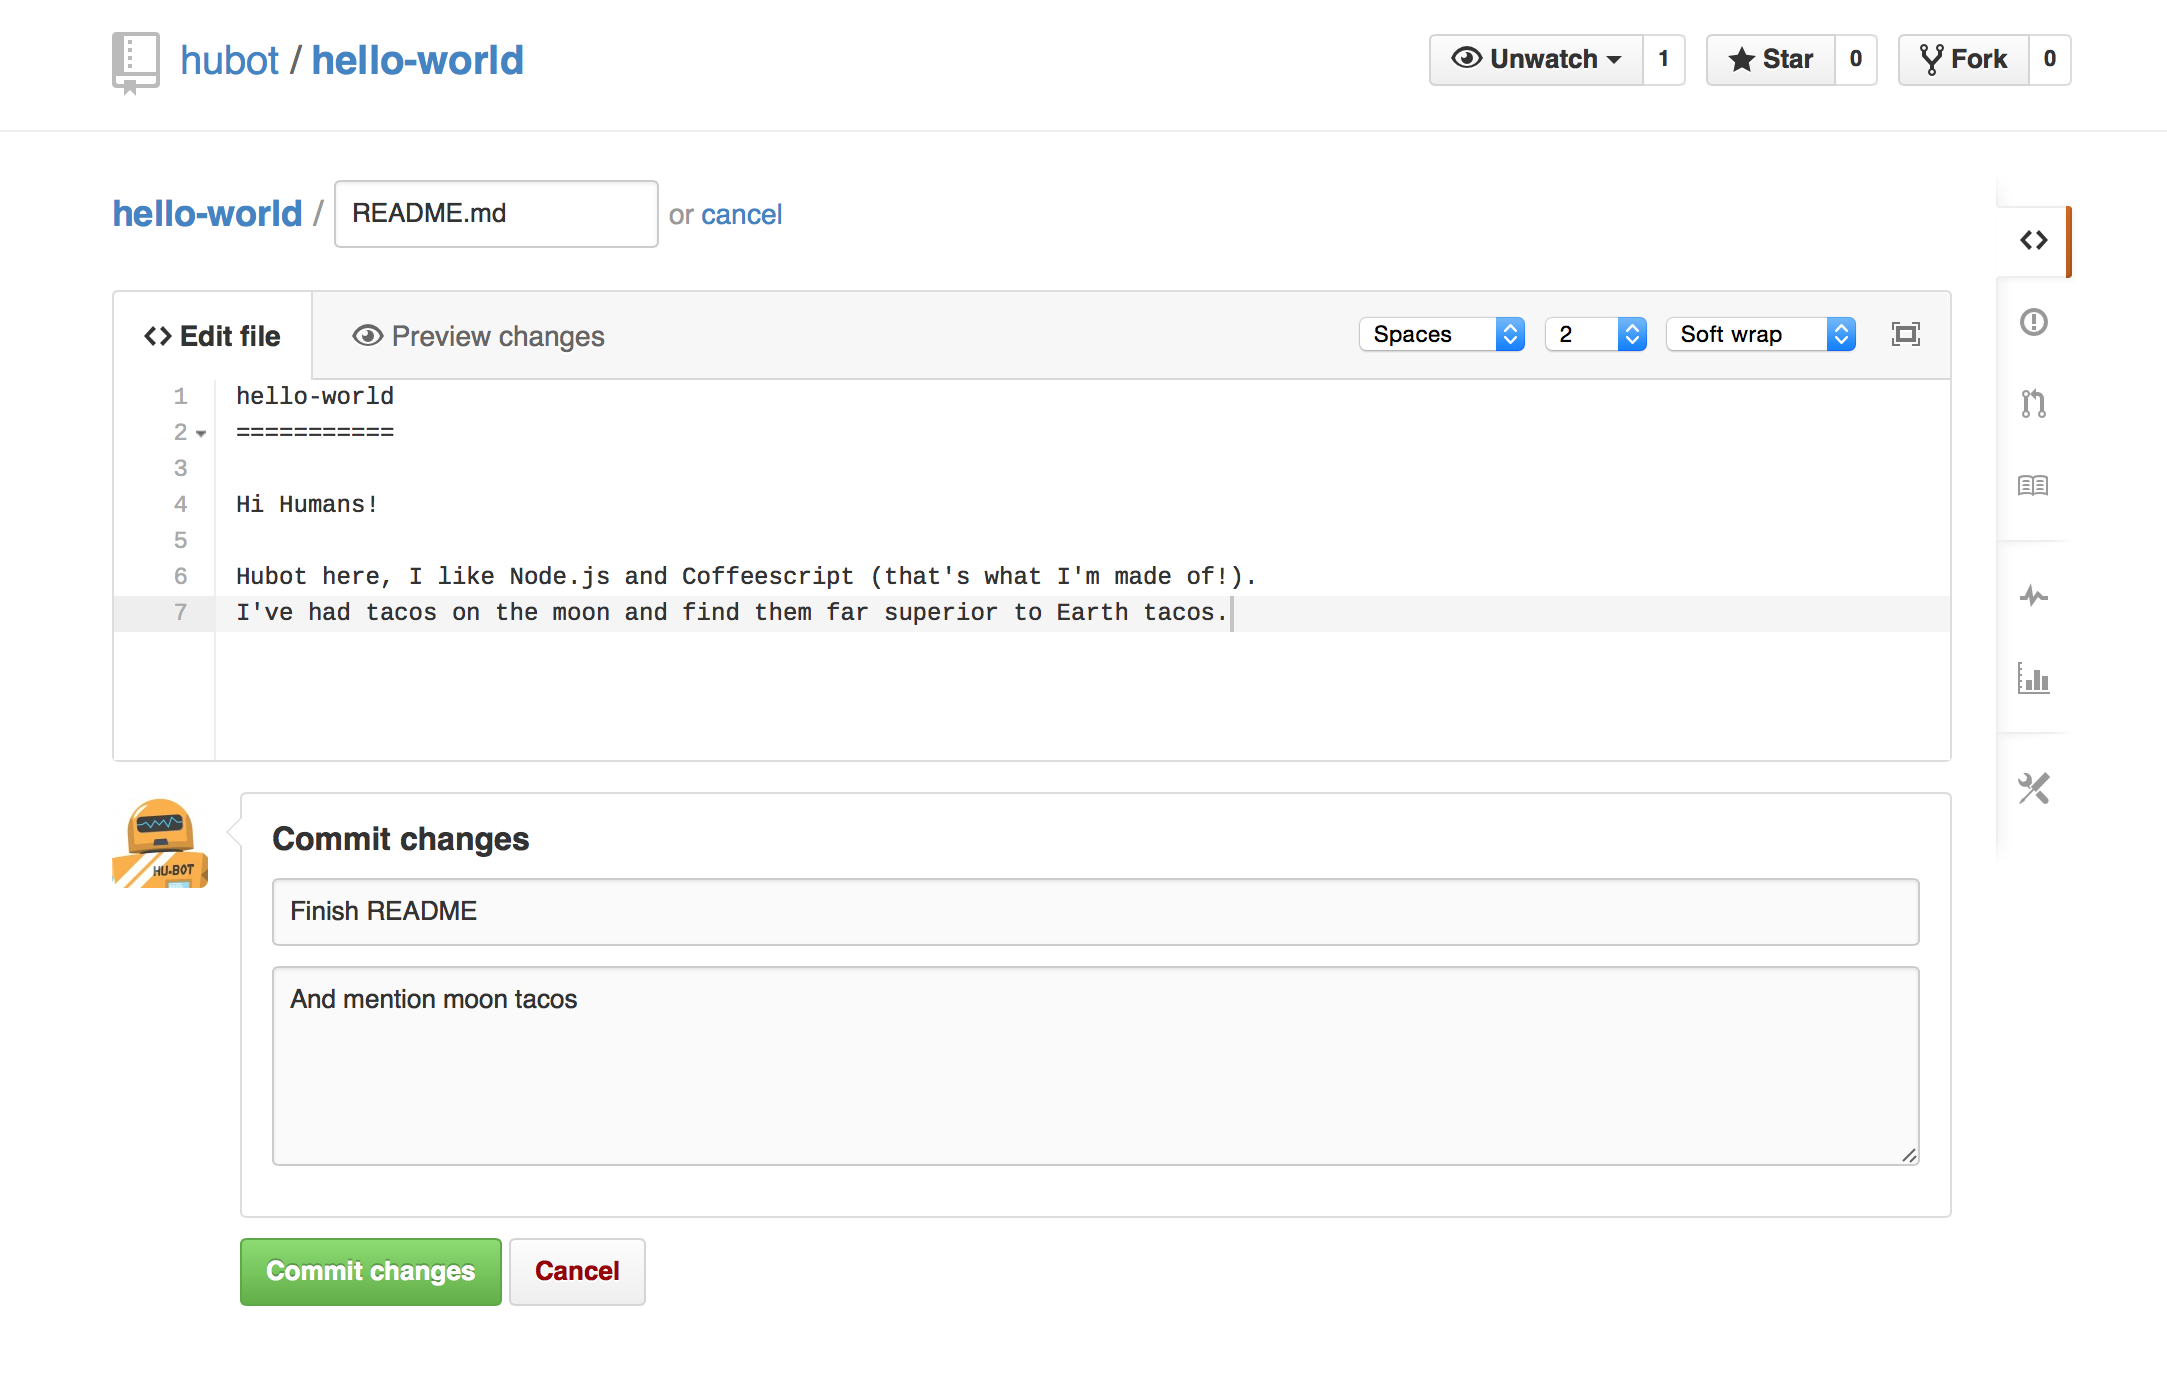 hubot / hello-world
Unwatch 1 Star 0 Fork 0
hello-world / README.md or cancel
Edit file Preview changes Spaces 2 Soft wrap
1 hello-world
2 ===========
3
4 Hi Humans!
5
6 Hubot here, I like Node.js and Coffeescript (that's what I'm made of!).
7 I've had tacos on the moon and find them far superior to Earth tacos.
HU-BOT
Commit changes
Finish README
And mention moon tacos
Commit changes Cancel